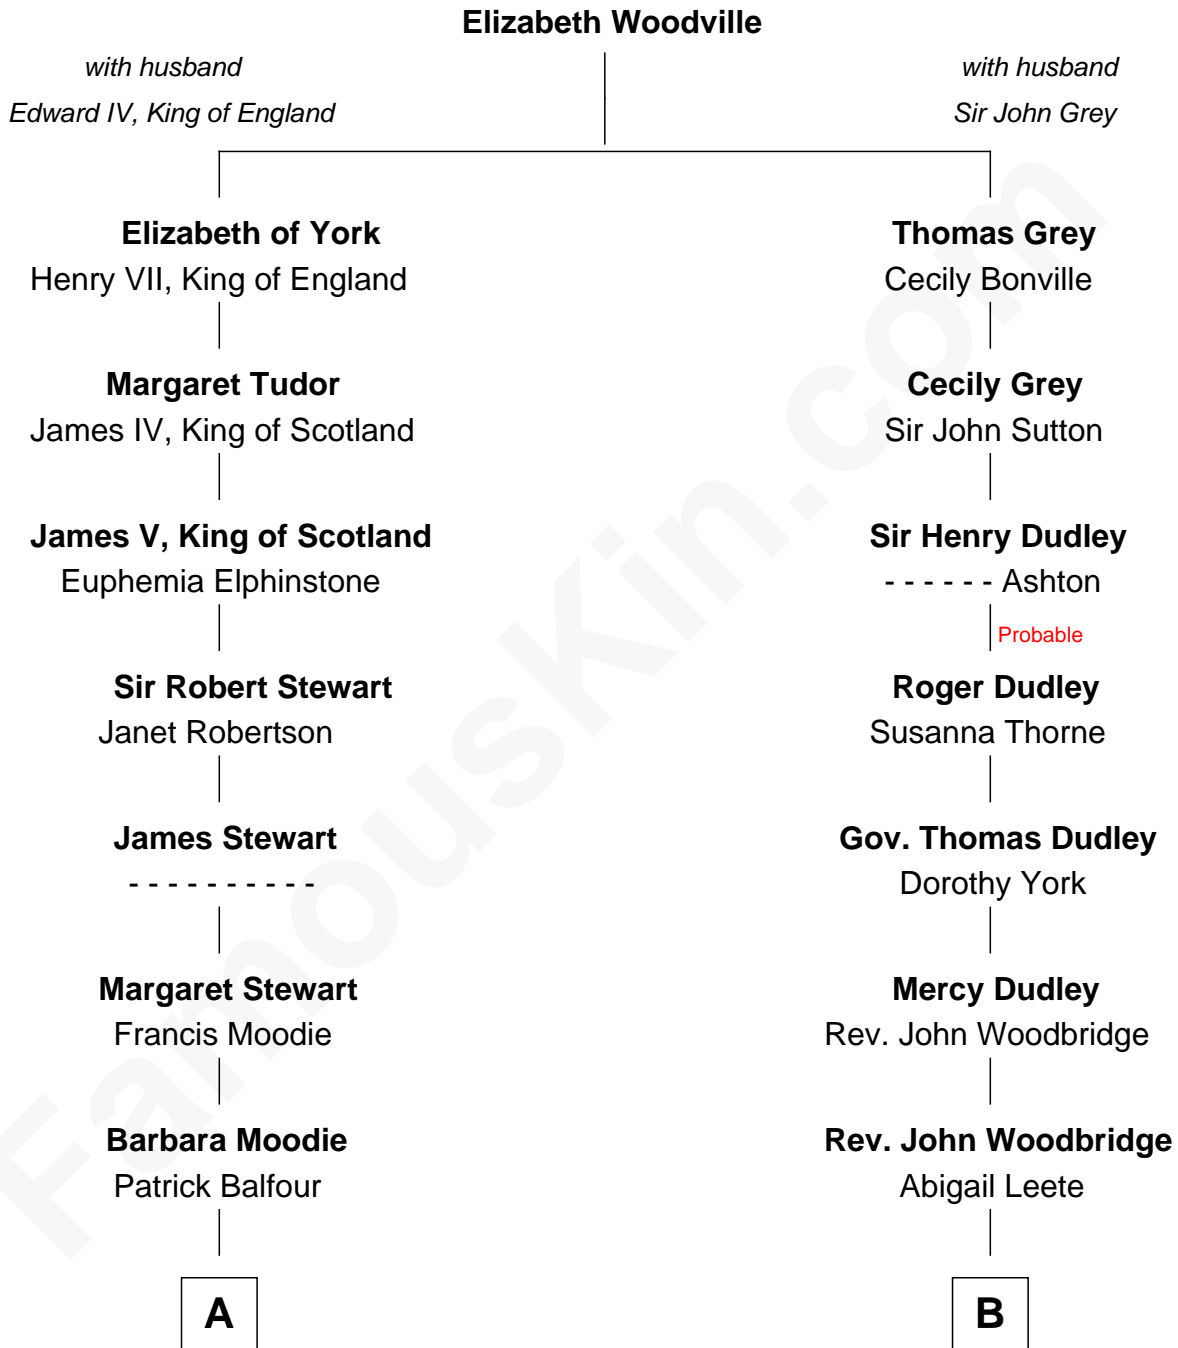 Elizabeth Woodville
with husband
Edward IV, King of England
with husband
Sir John Grey
Elizabeth of York
Henry VII, King of England
Thomas Grey
Cecily Bonville
Margaret Tudor
James IV, King of Scotland
Cecily Grey
Sir John Sutton
James V, King of Scotland
Euphemia Elphinstone
Sir Henry Dudley
- - - - - - Ashton
Probable
Sir Robert Stewart
Janet Robertson
Roger Dudley
Susanna Thorne
James Stewart
- - - - - - - - - -
Gov. Thomas Dudley
Dorothy York
Margaret Stewart
Francis Moodie
Mercy Dudley
Rev. John Woodbridge
Barbara Moodie
Patrick Balfour
Rev. John Woodbridge
Abigail Leete
A
B
FamousKin.com